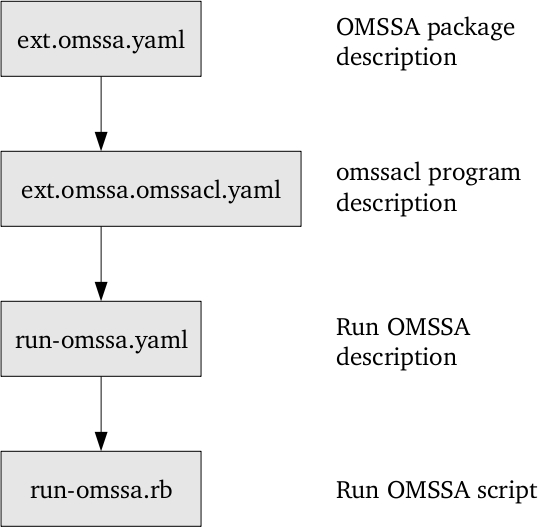 ext.omssa.yaml
OMSSA package
description
ext.omssa.omssacl.yaml
omssacl program
description
run-omssa.yaml
Run OMSSA
description
run-omssa.rb
Run OMSSA script